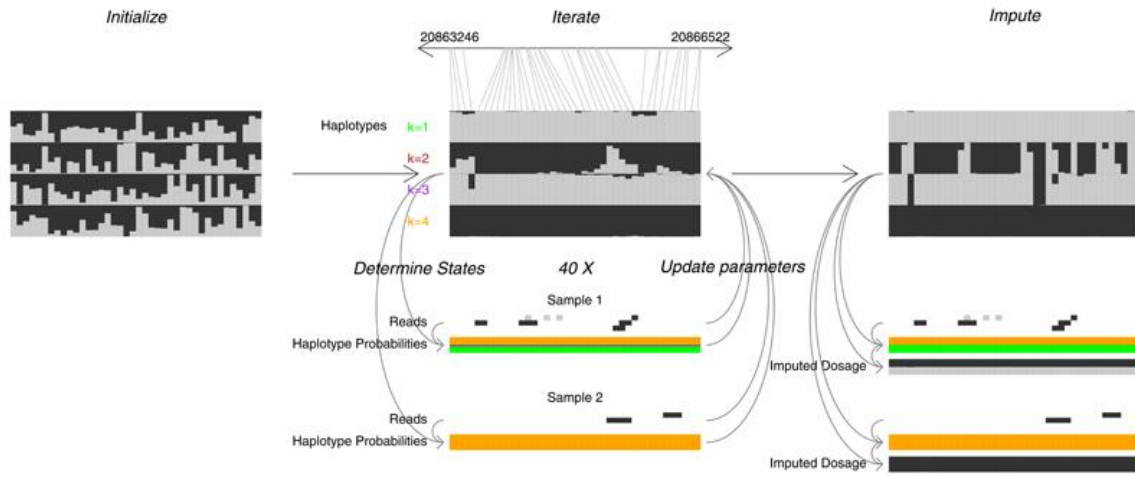 Initialize
Iterate
Impute
20863246
20866522
Haplotypes
k=1
k=2
k=3
k=4
Determine States
40 X
Update parameters
Sample 1
Reads
Haplotype Probabilities
Imputed Dosage
Sample 2
Reads
Haplotype Probabilities
Imputed Dosage